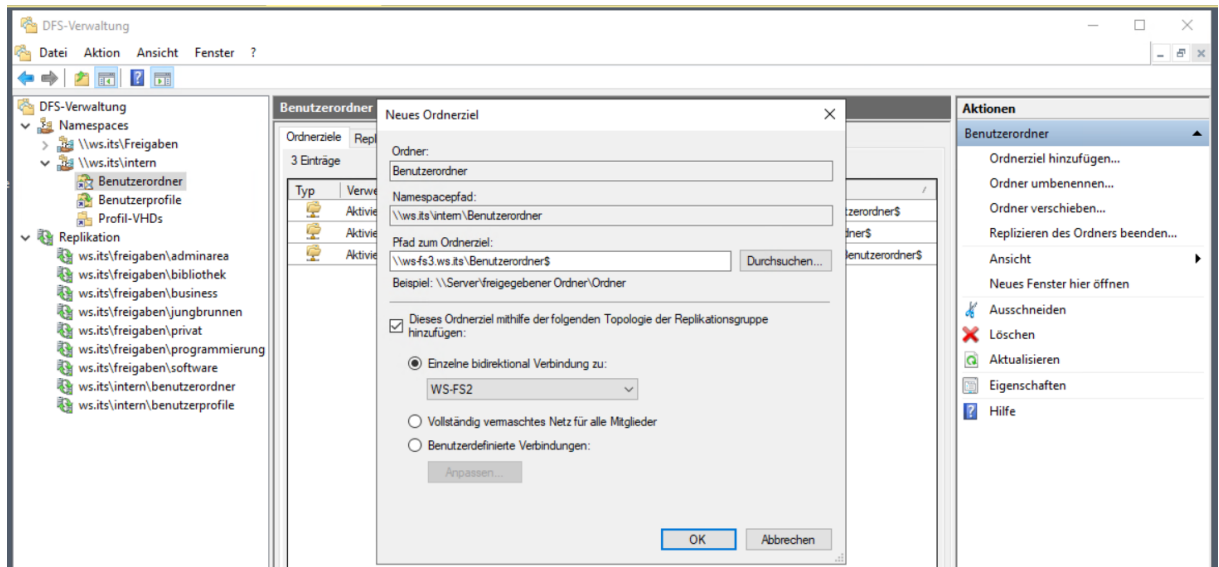 DFS-Verwaltung
Datei Aktion Ansicht Fenster ?
DFS-Verwaltung
Namespaces
\\ws.its\Freigaben
\\ws.its\intern
Benutzerordner
Benutzerprofile
Profil-VHDs
Replikation
ws.its\freigaben\adminarea
ws.its\freigaben\bibliothek
ws.its\freigaben\business
ws.its\freigaben\jungbrunnen
ws.its\freigaben\privat
ws.its\freigaben\programmierung
ws.its\freigaben\software
ws.its\intern\benutzerordner
ws.its\intern\benutzerprofile
Benutzerordner
Ordnerziele Repl
3 Einträge
Typ Verwe
Aktivie tzerordner$
Aktivie dner$
Aktivie Benutzerordner$
Neues Ordnerziel
Ordner:
Benutzerordner
Namespacepfad:
\\ws.its\intern\Benutzerordner
Pfad zum Ordnerziel:
\\ws-fs3.ws.its\Benutzerordner$
Durchsuchen...
Beispiel: \\Server\freigegebener Ordner\Ordner
Dieses Ordnerziel mithilfe der folgenden Topologie der Replikationsgruppe
hinzufügen:
Einzelne bidirektional Verbindung zu:
WS-FS2
Vollständig vermaschtes Netz für alle Mitglieder
Benutzerdefinierte Verbindungen:
Anpassen...
OK Abbrechen
Aktionen
Benutzerordner
Ordnerziel hinzufügen...
Ordner umbenennen...
Ordner verschieben...
Replizieren des Ordners beenden...
Ansicht
Neues Fenster hier öffnen
Ausschneiden
Löschen
Aktualisieren
Eigenschaften
Hilfe